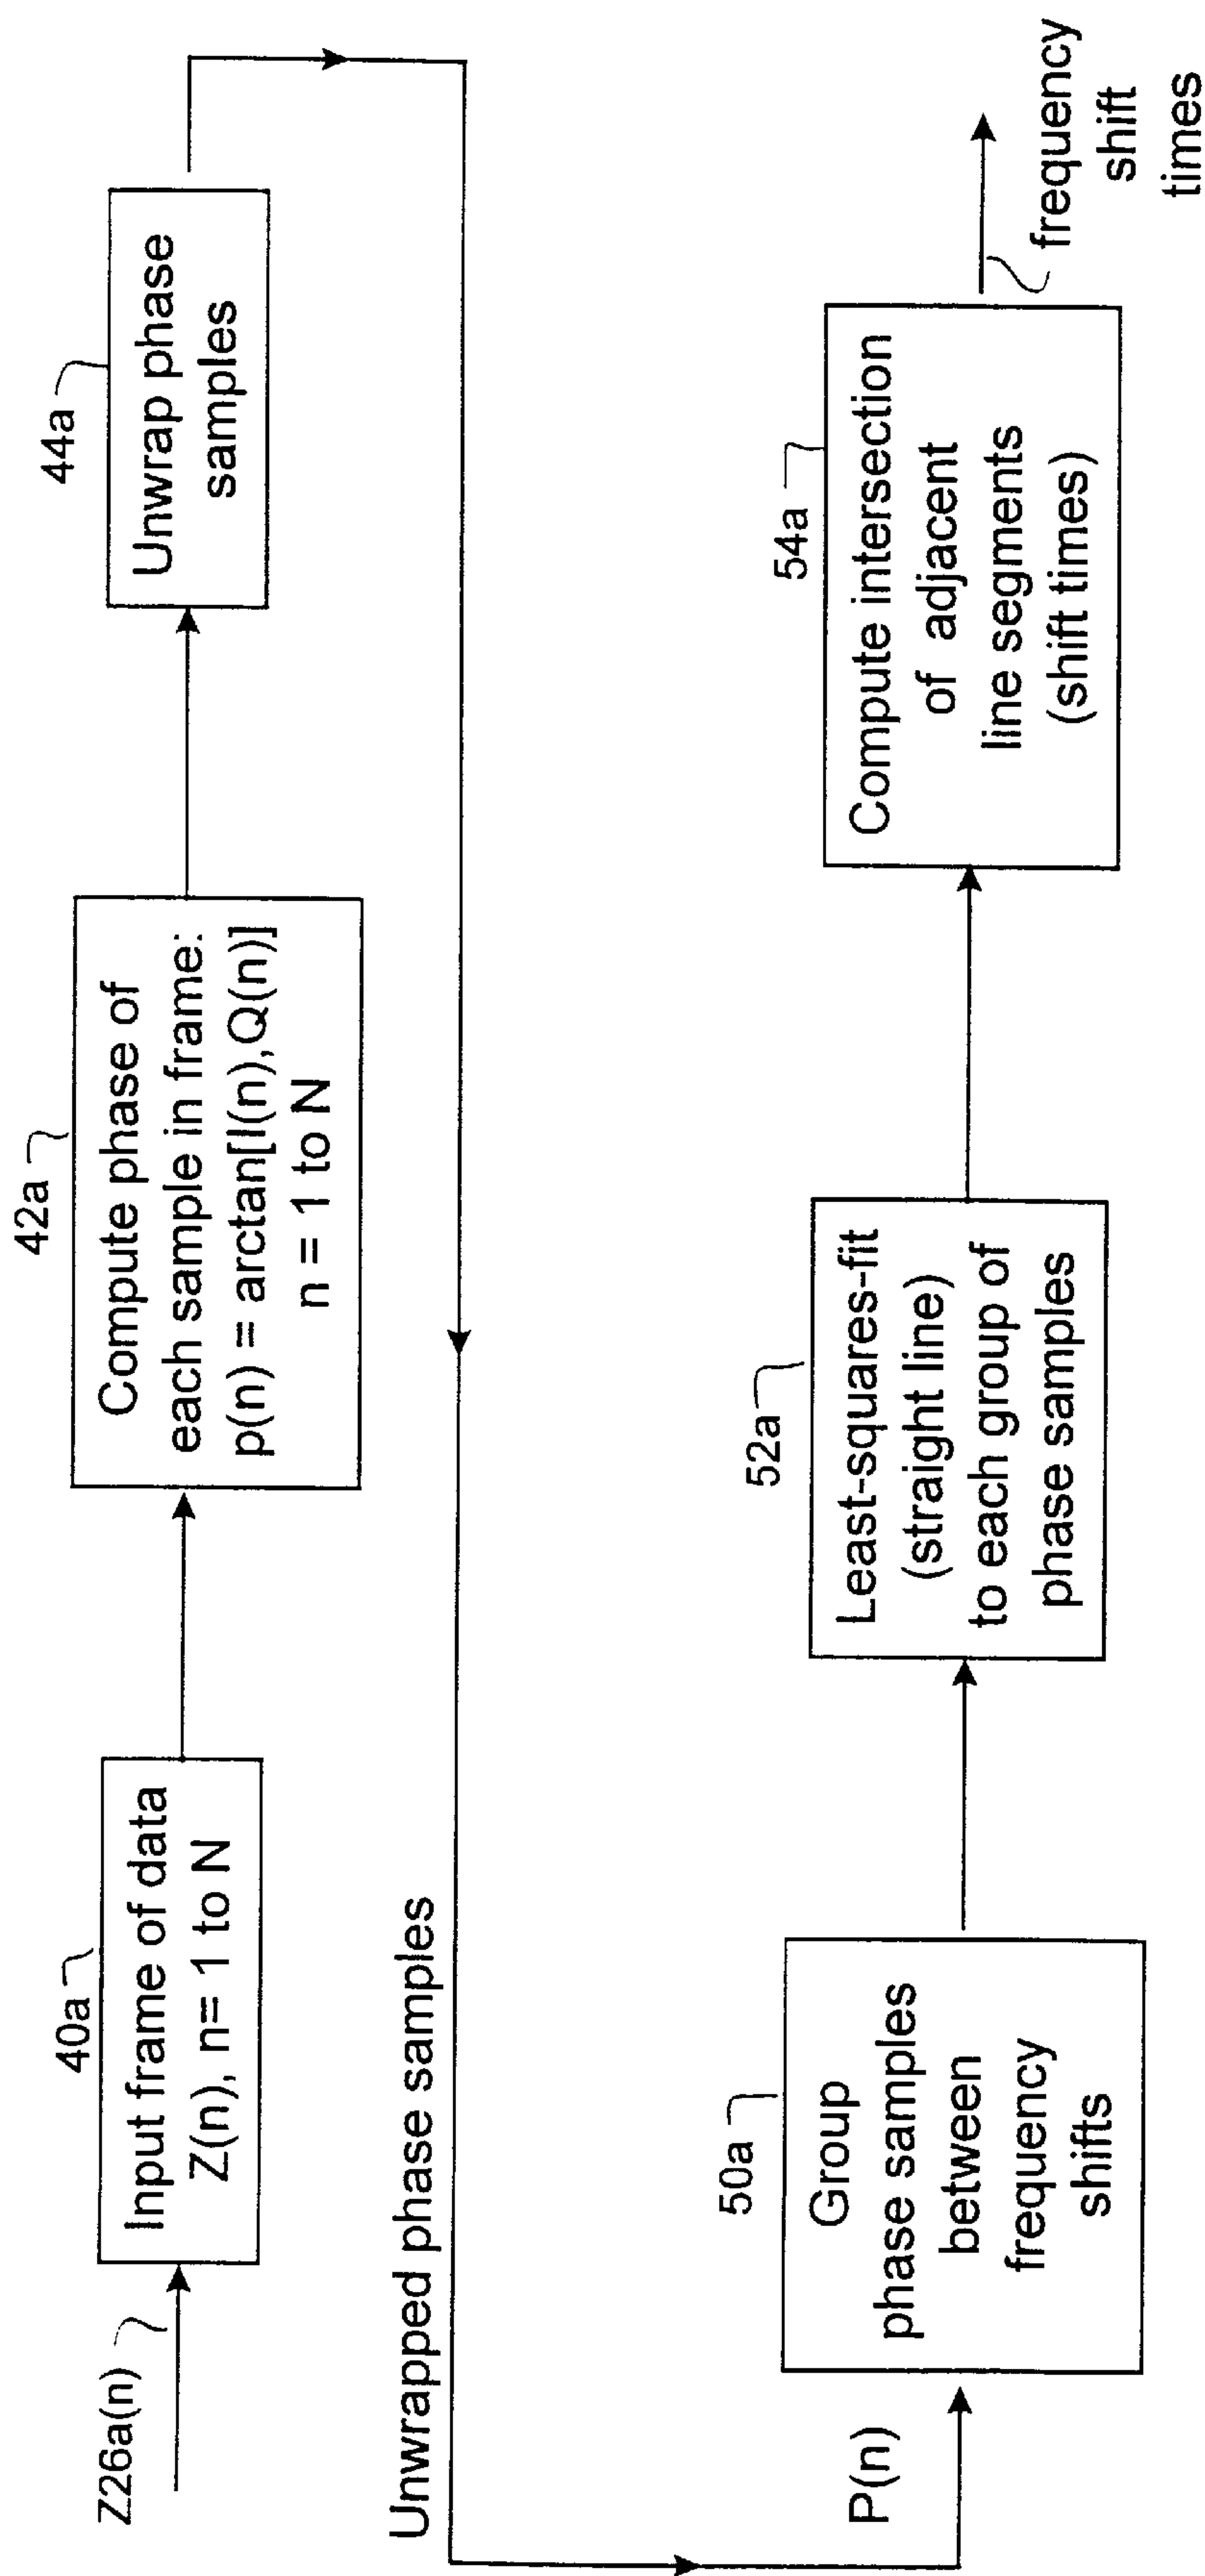 Z26a(n)
40a
Input frame of data
Z(n), n= 1 to N
42a
Compute phase of
each sample in frame:
p(n) = arctan[I(n),Q(n)]
n = 1 to N
44a
Unwrap phase
samples
Unwrapped phase samples
P(n)
50a
Group
phase samples
between
frequency
shifts
52a
Least-squares-fit
(straight line)
to each group of
phase samples
54a
Compute intersection
of adjacent
line segments
(shift times)
frequency
shift
times